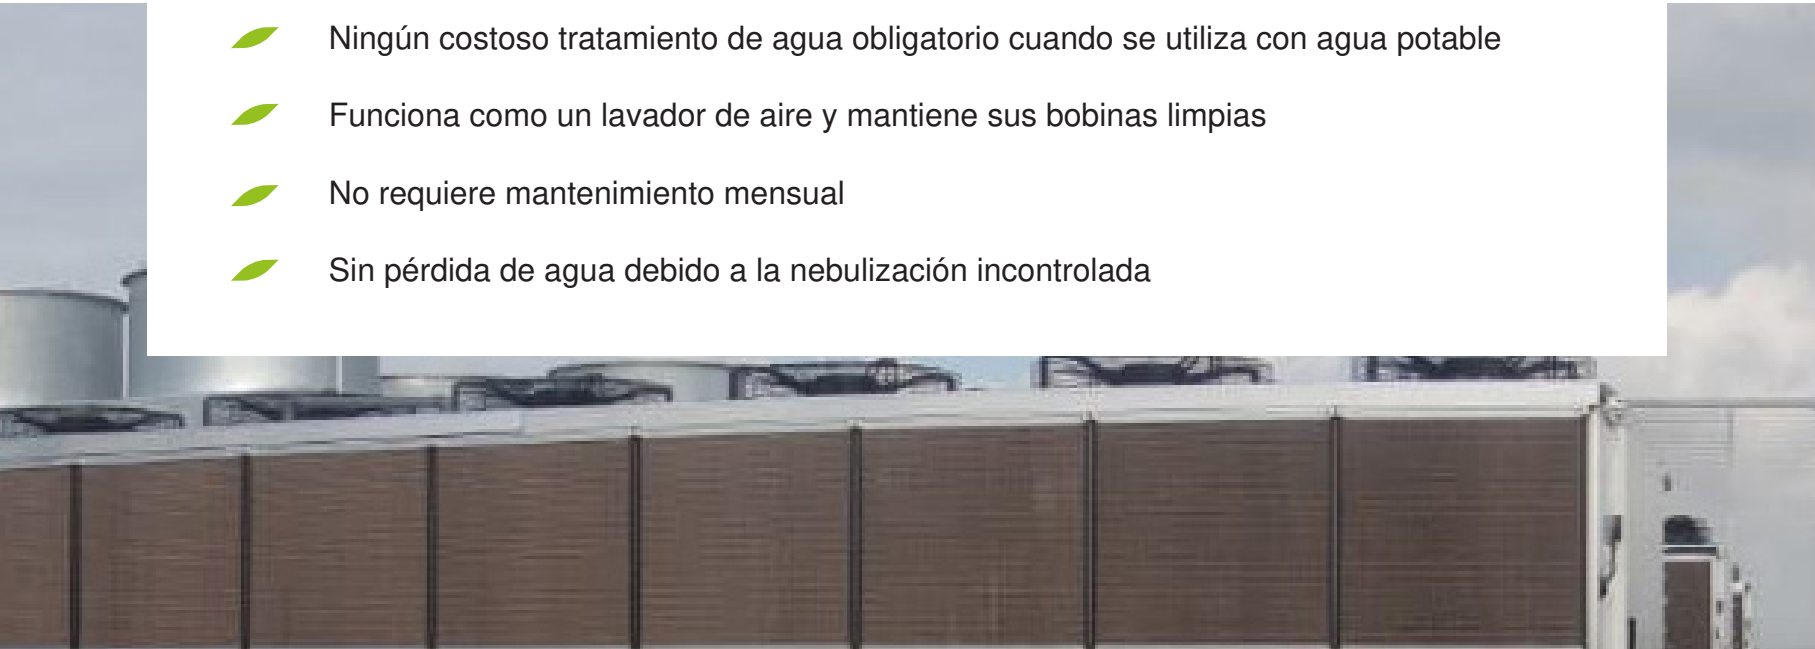 Ningún costoso tratamiento de agua obligatorio cuando se utiliza con agua potable
Funciona como un lavador de aire y mantiene sus bobinas limpias
No requiere mantenimiento mensual
Sin pérdida de agua debido a la nebulización incontrolada